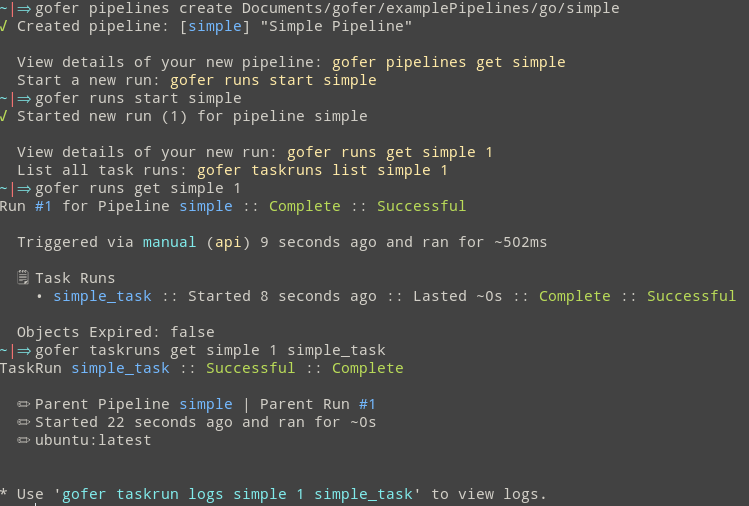 ~|⇒gofer pipelines create Documents/gofer/examplePipelines/go/simple
✓ Created pipeline: [simple] "Simple Pipeline"
View details of your new pipeline: gofer pipelines get simple
Start a new run: gofer runs start simple
~|⇒gofer runs start simple
✓ Started new run (1) for pipeline simple
View details of your new run: gofer runs get simple 1
List all task runs: gofer taskruns list simple 1
~|⇒gofer runs get simple 1
Run #1 for Pipeline simple :: Complete :: Successful
Triggered via manual (api) 9 seconds ago and ran for ~502ms
🗒 Task Runs
• simple_task :: Started 8 seconds ago :: Lasted ~0s :: Complete :: Successful
Objects Expired: false
~|⇒gofer taskruns get simple 1 simple_task
TaskRun simple_task :: Successful :: Complete
✏ Parent Pipeline simple | Parent Run #1
✏ Started 22 seconds ago and ran for ~0s
✏ ubuntu:latest
* Use 'gofer taskrun logs simple 1 simple_task' to view logs.